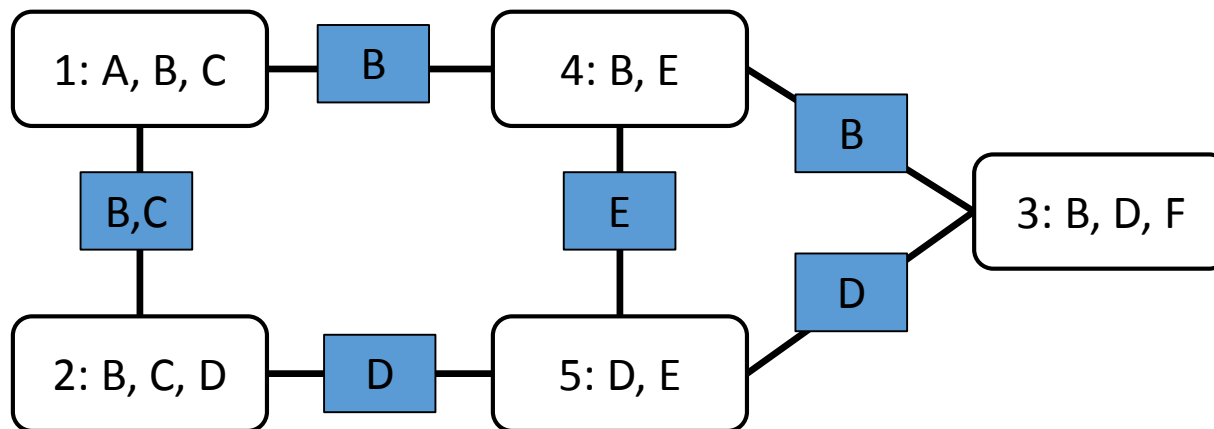 1: A, B, C
B
4: B, E
B
B,C
E
3: B, D, F
D
2: B, C, D
D
5: D, E